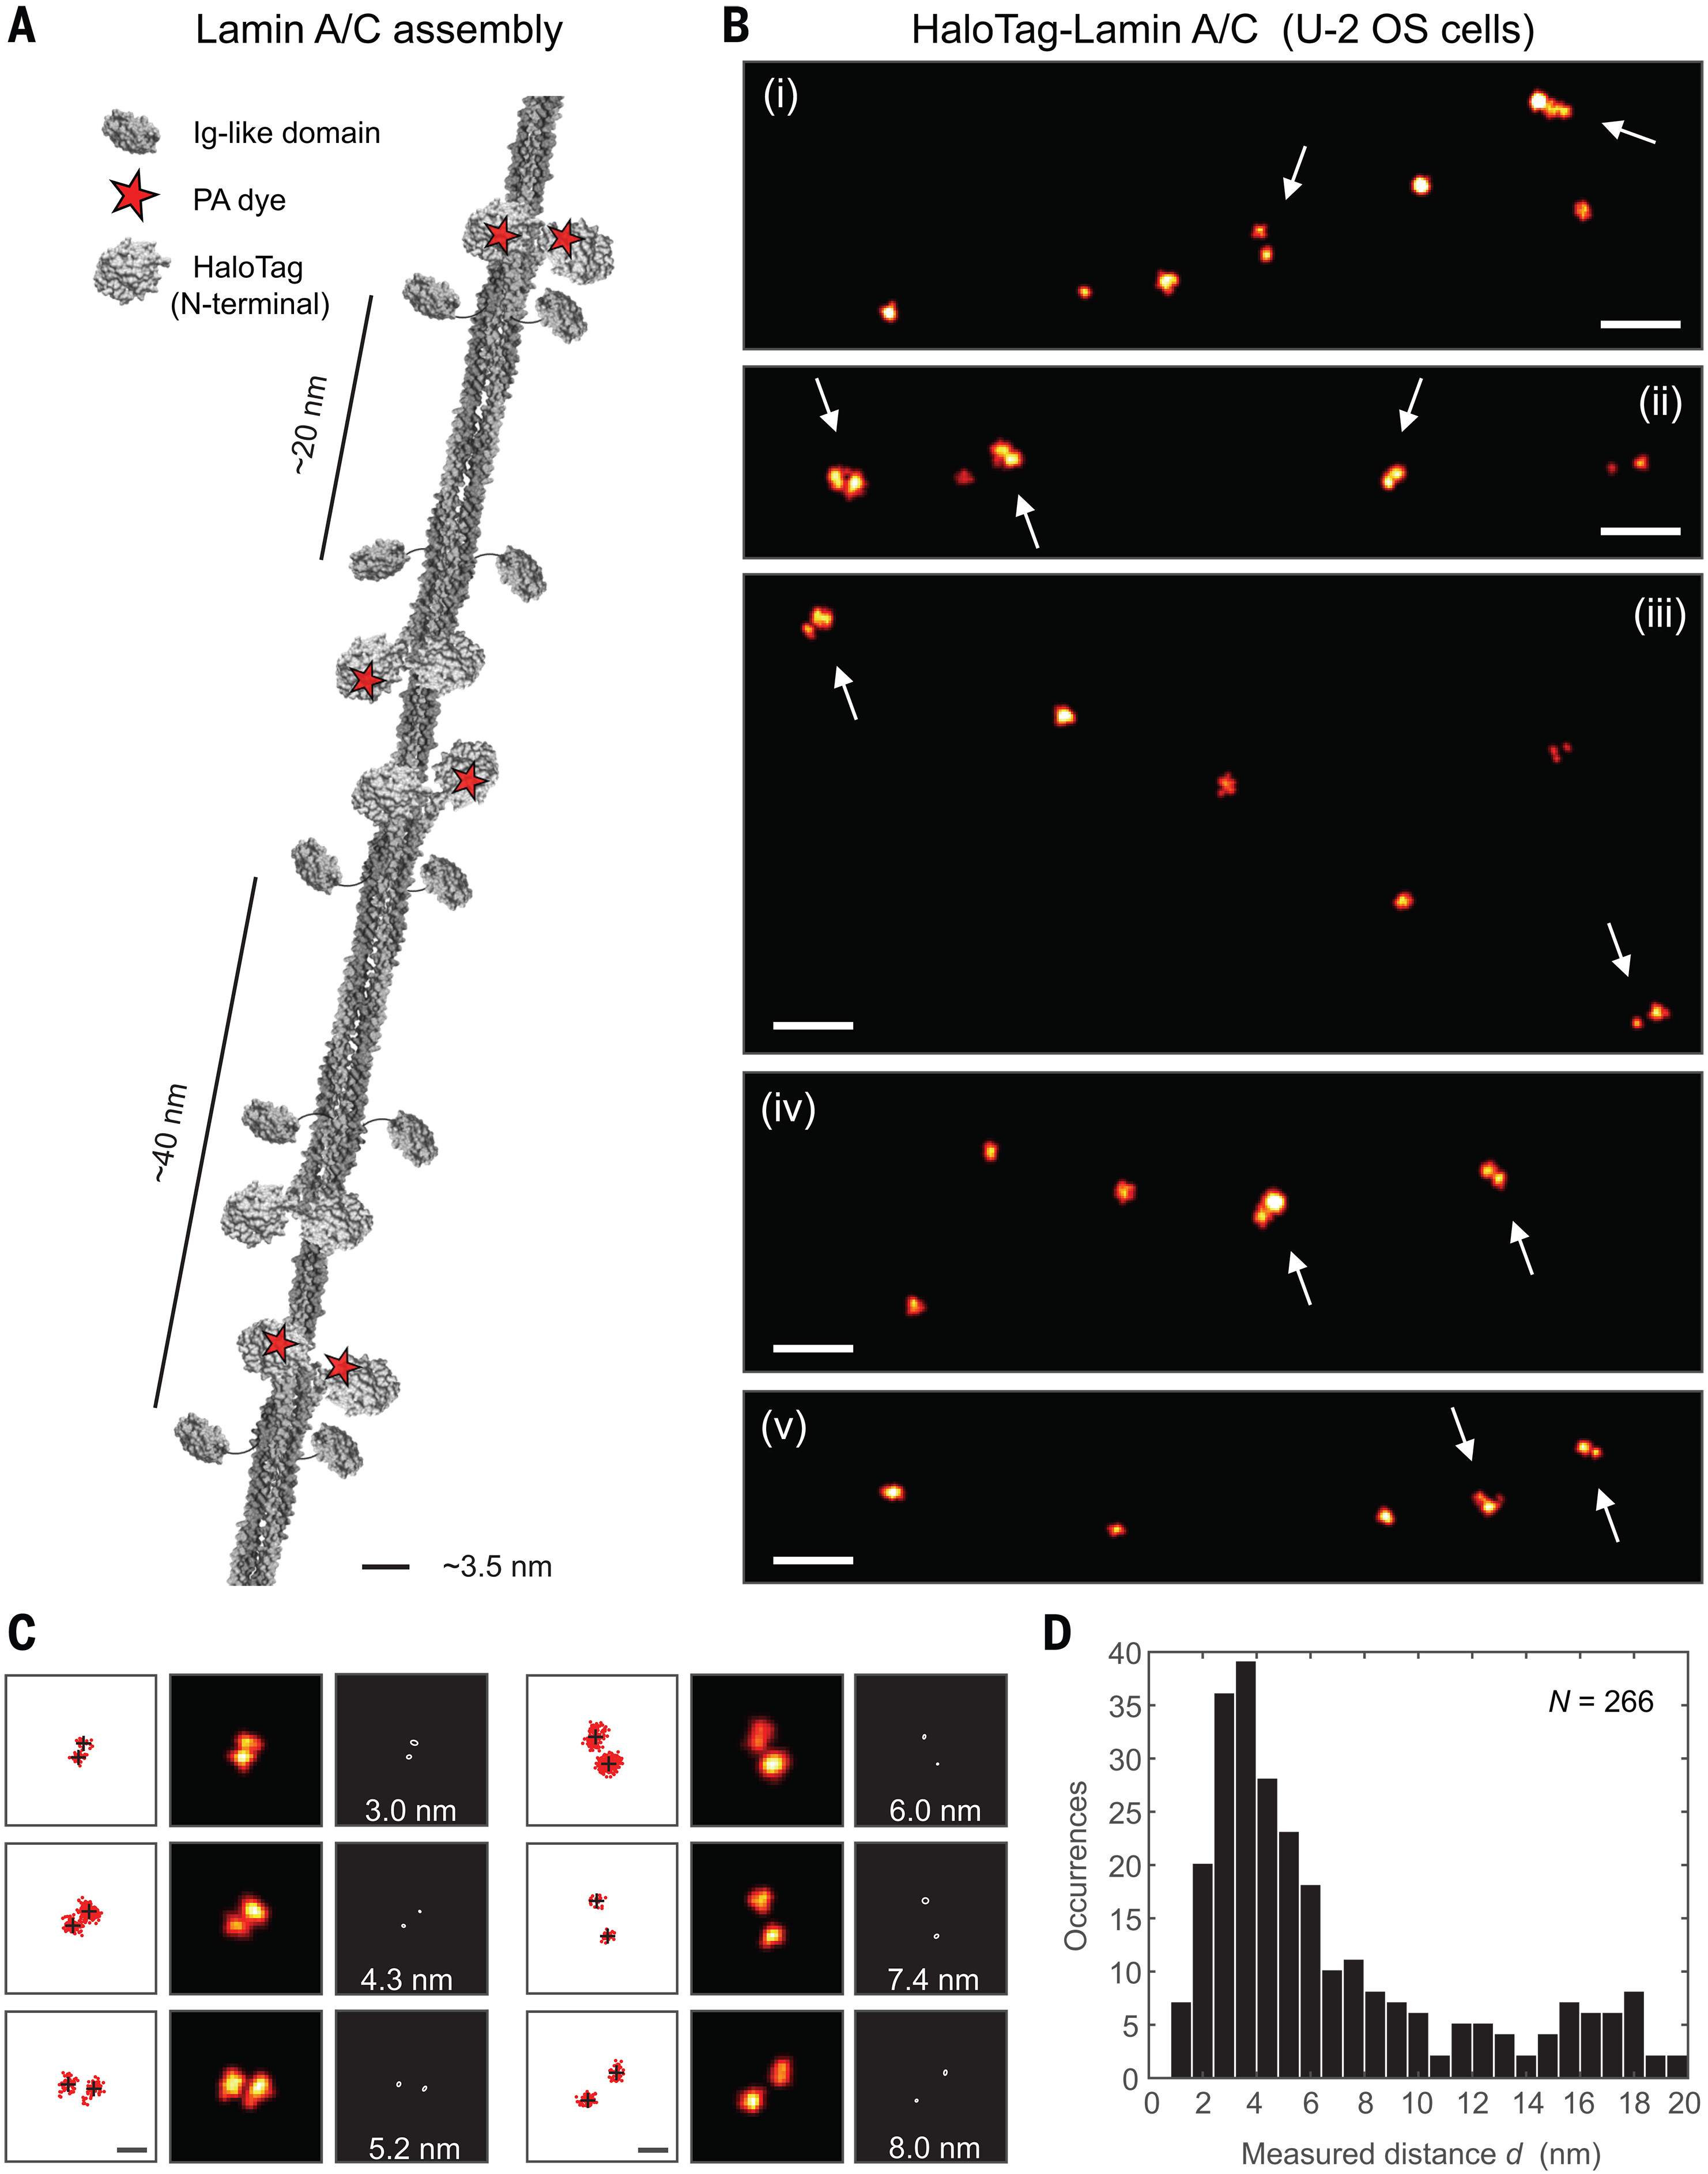 A
Lamin A/C assembly
Ig-like domain
PA dye
HaloTag
(N-terminal)
~20 nm
~40 nm
~3.5 nm
B
HaloTag-Lamin A/C (U-2 OS cells)
(i)
(ii)
(iii)
(iv)
(v)
C
3.0 nm
6.0 nm
4.3 nm
7.4 nm
5.2 nm
8.0 nm
D
N = 266
Occurrences
40
35
30
25
20
15
10
5
0
0 2 4 6 8 10 12 14 16 18 20
Measured distance d (nm)